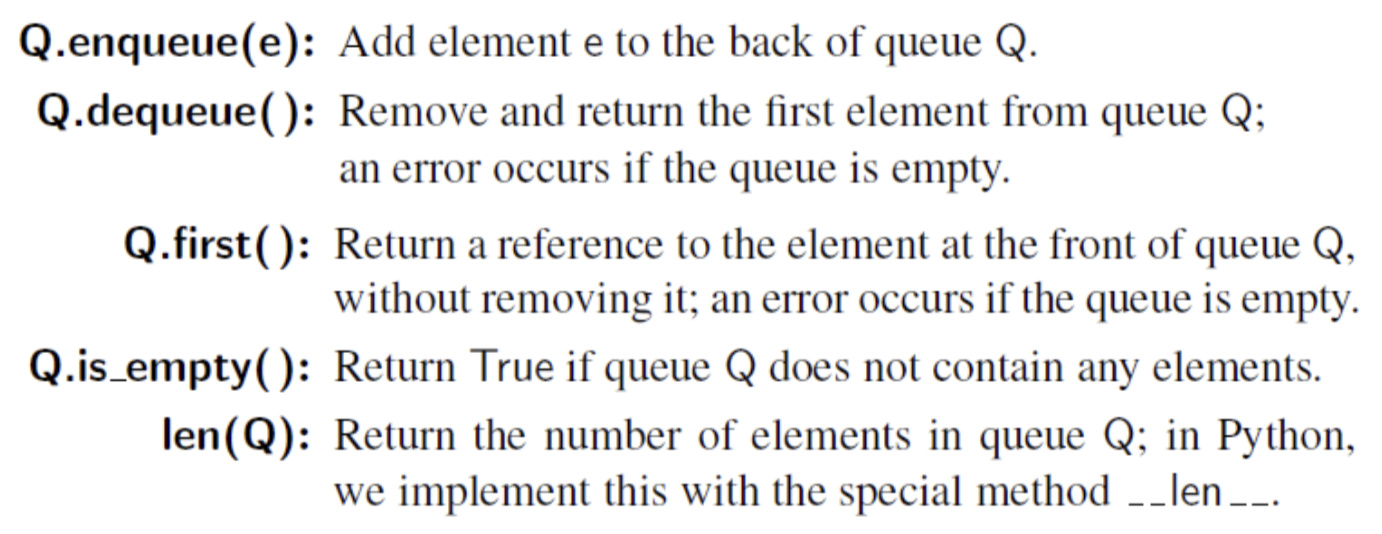 Q.enqueue(e): Add element e to the back of queue Q.
Q.dequeue( ): Remove and return the first element from queue Q;
an error occurs if the queue is empty.
Q.first( ): Return a reference to the element at the front of queue Q,
without removing it; an error occurs if the queue is empty.
Q.is_empty( ): Return True if queue Q does not contain any elements.
len(Q): Return the number of elements in queue Q; in Python,
we implement this with the special method __len__.